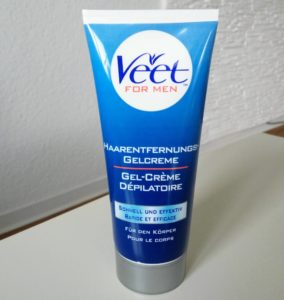 Veet
FOR MEN
HAARENTFERNUNGS-
GELCREME
GEL-CRÈME
DÉPILATOIRE
SCHNELL UND EFFEKTIV
RAPIDE ET EFFICACE
FÜR DEN KÖRPER
POUR LE CORPS